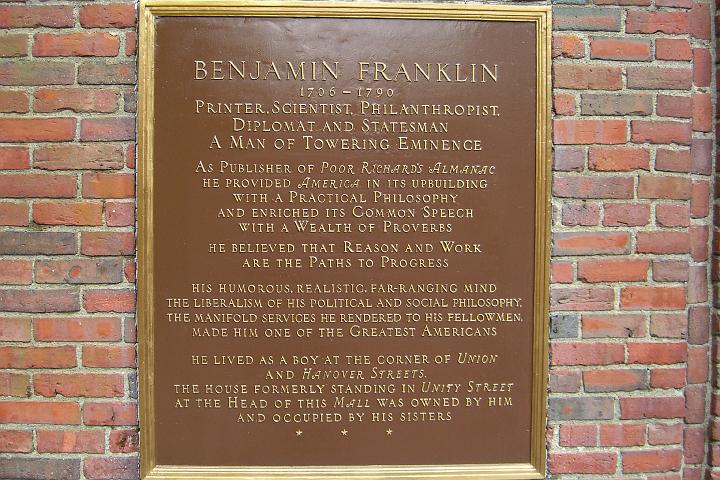 BENJAMIN FRANKLIN
1706 – 1790
PRINTER, SCIENTIST, PHILANTHROPIST,
DIPLOMAT AND STATESMAN
A MAN OF TOWERING EMINENCE
AS PUBLISHER OF POOR RICHARD'S ALMANAC
HE PROVIDED AMERICA IN ITS UPBUILDING
WITH A PRACTICAL PHILOSOPHY
AND ENRICHED ITS COMMON SPEECH
WITH A WEALTH OF PROVERBS
HE BELIEVED THAT REASON AND WORK
ARE THE PATHS TO PROGRESS
HIS HUMOROUS, REALISTIC, FAR-RANGING MIND
THE LIBERALISM OF HIS POLITICAL AND SOCIAL PHILOSOPHY,
THE MANIFOLD SERVICES HE RENDERED TO HIS FELLOWMEN,
MADE HIM ONE OF THE GREATEST AMERICANS
HE LIVED AS A BOY AT THE CORNER OF UNION
AND HANOVER STREETS.
THE HOUSE FORMERLY STANDING IN UNITY STREET
AT THE HEAD OF THIS MALL WAS OWNED BY HIM
AND OCCUPIED BY HIS SISTERS
* * *